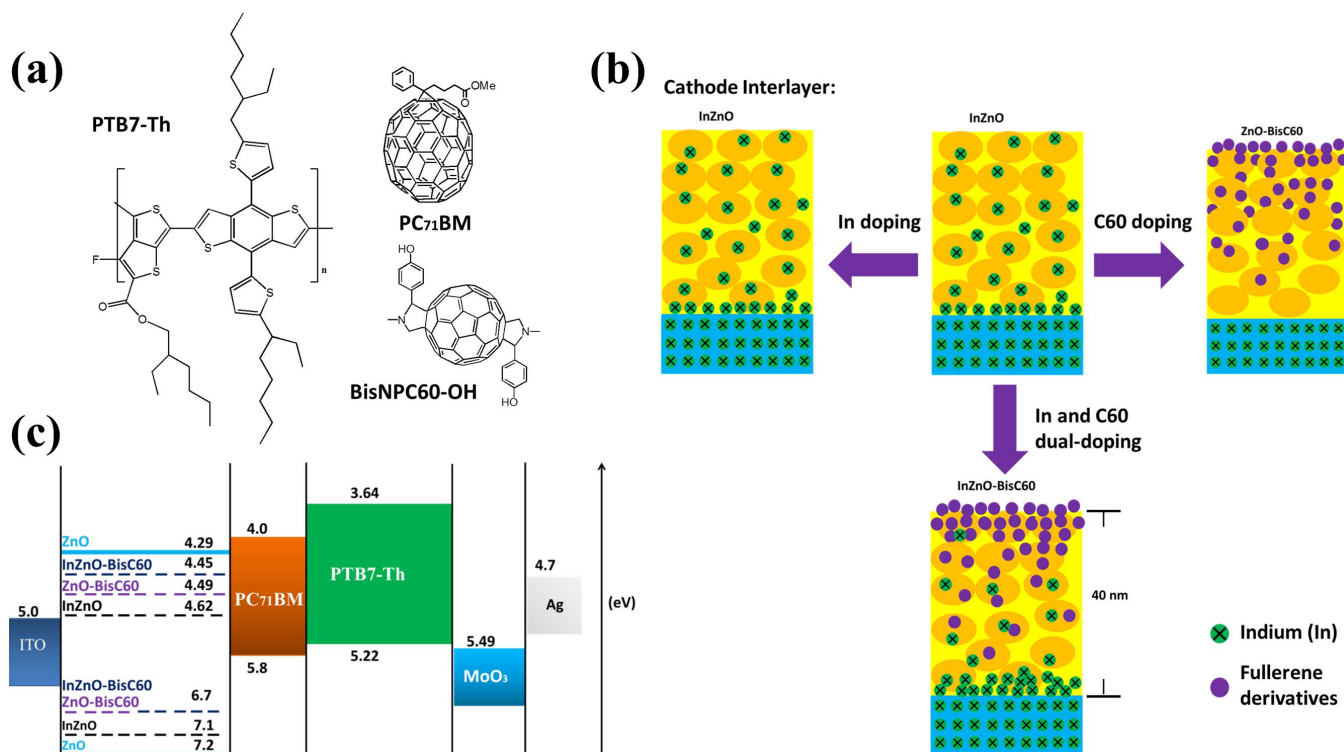 (a)
PTB7-Th
S
S
S
S
S
S
F
O
O
n
OMe
O
PC₇₁BM
HO
N
N
HO
BisNPC60-OH
(b)
Cathode Interlayer:
InZnO
InZnO
ZnO-BisC60
In doping
C60 doping
In and C60
dual-doping
InZnO-BisC60
40 nm
Indium (In)
Fullerene
derivatives
(c)
5.0
ITO
ZnO 4.29
InZnO-BisC60 4.45
ZnO-BisC60 4.49
InZnO 4.62
InZnO-BisC60
ZnO-BisC60 6.7
InZnO 7.1
ZnO 7.2
4.0
PC₇₁BM
5.8
3.64
PTB7-Th
5.22
5.49
MoO₃
4.7
Ag
(eV)